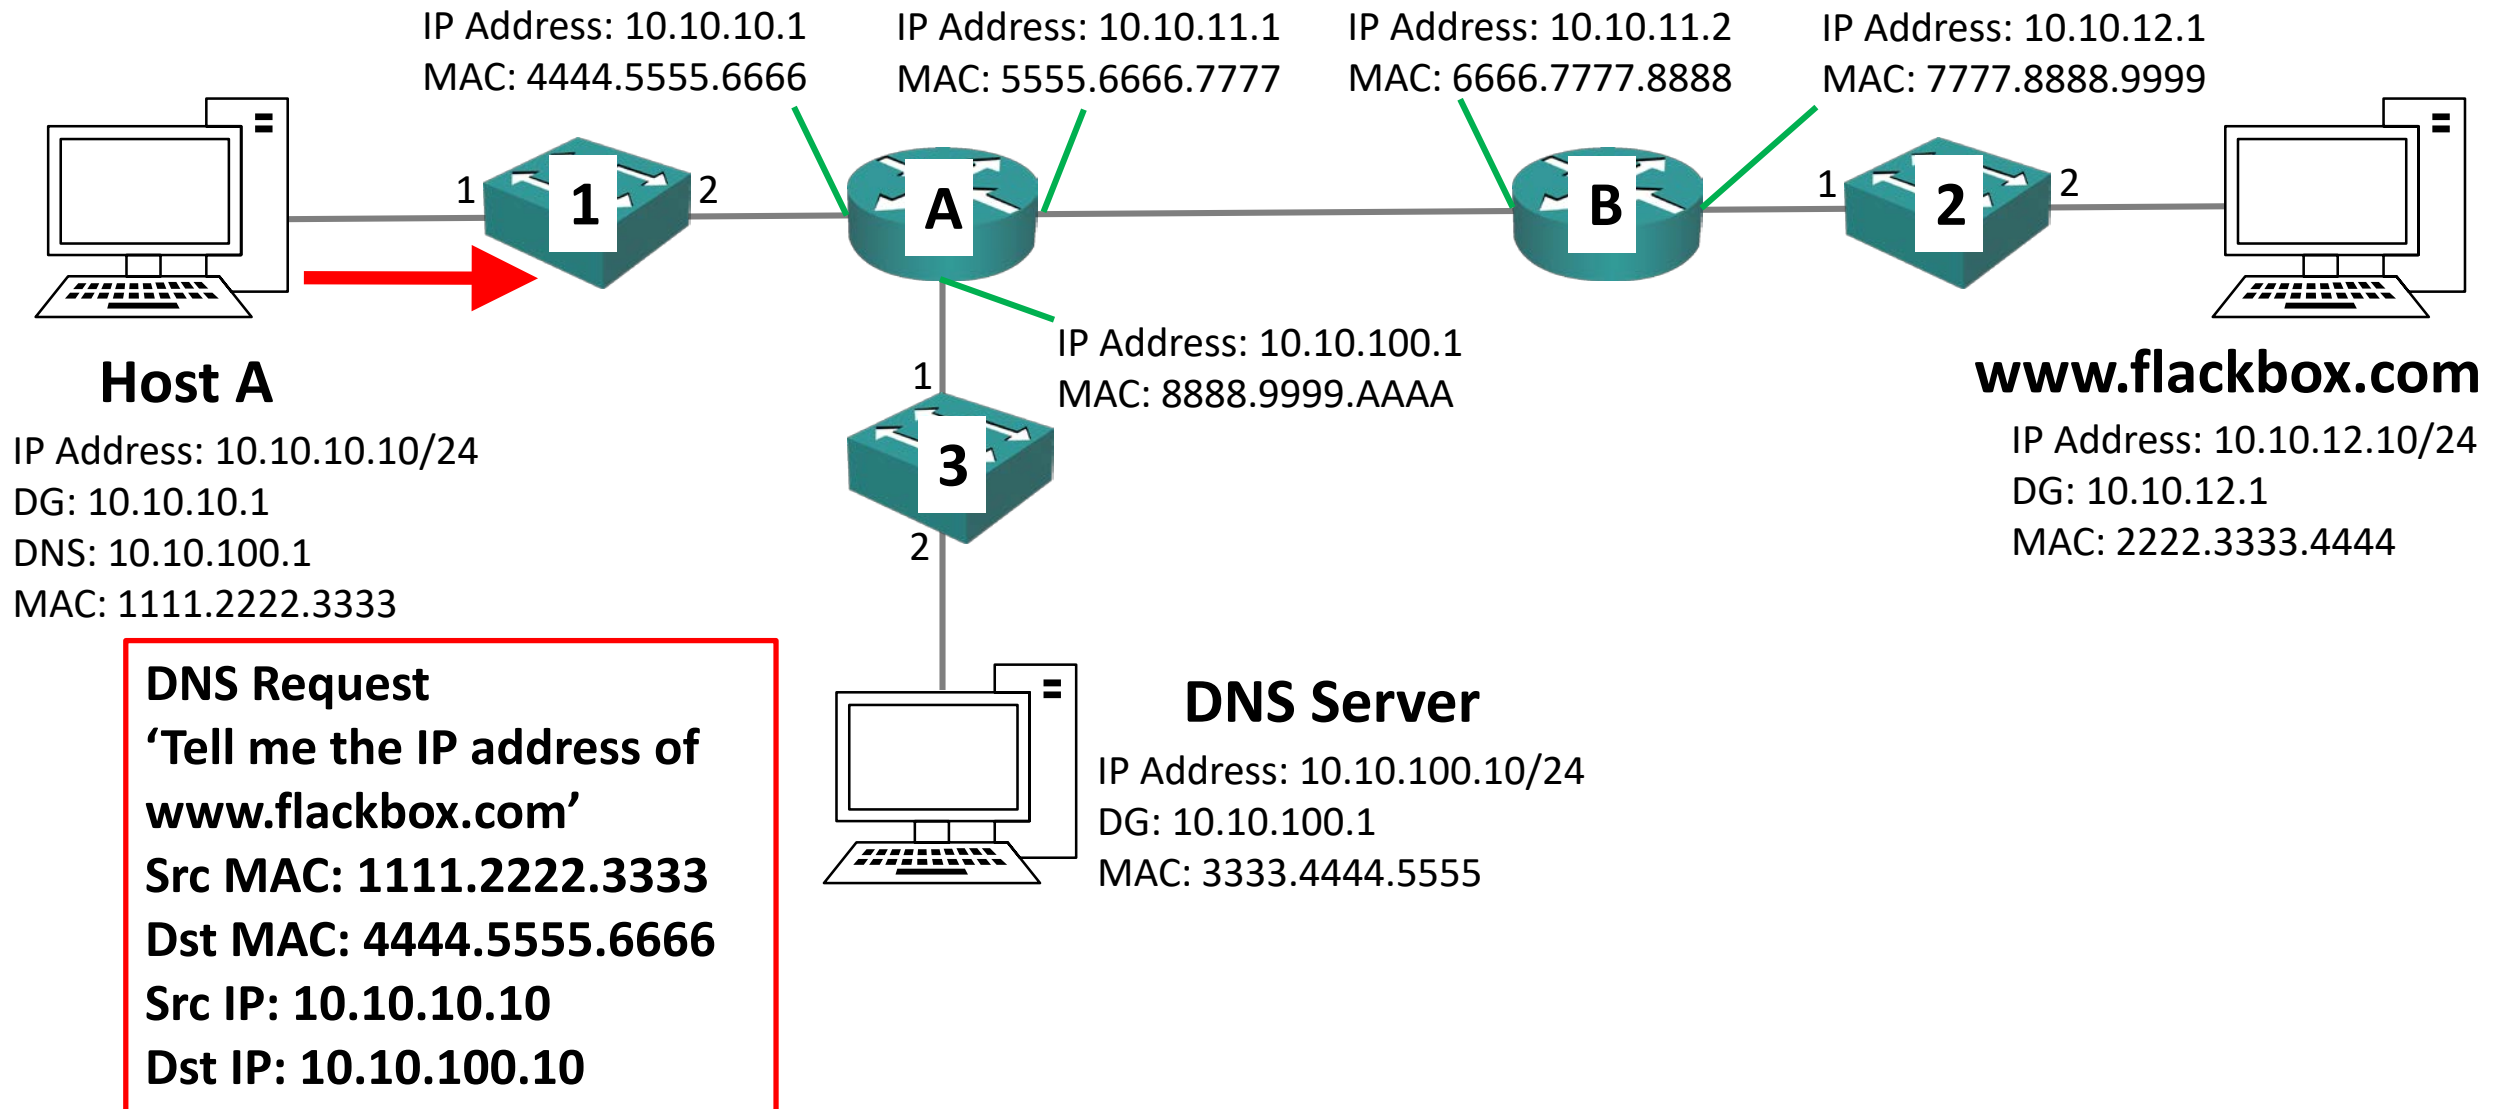 IP Address: 10.10.10.1
MAC: 4444.5555.6666
IP Address: 10.10.11.1
MAC: 5555.6666.7777
IP Address: 10.10.11.2
MAC: 6666.7777.8888
IP Address: 10.10.12.1
MAC: 7777.8888.9999
1
1
2
A
B
1
2
2
Host A
IP Address: 10.10.10.10/24
DG: 10.10.10.1
DNS: 10.10.100.1
MAC: 1111.2222.3333
IP Address: 10.10.100.1
MAC: 8888.9999.AAAA
1
3
2
www.flackbox.com
IP Address: 10.10.12.10/24
DG: 10.10.12.1
MAC: 2222.3333.4444
DNS Request
‘Tell me the IP address of
www.flackbox.com’
Src MAC: 1111.2222.3333
Dst MAC: 4444.5555.6666
Src IP: 10.10.10.10
Dst IP: 10.10.100.10
DNS Server
IP Address: 10.10.100.10/24
DG: 10.10.100.1
MAC: 3333.4444.5555